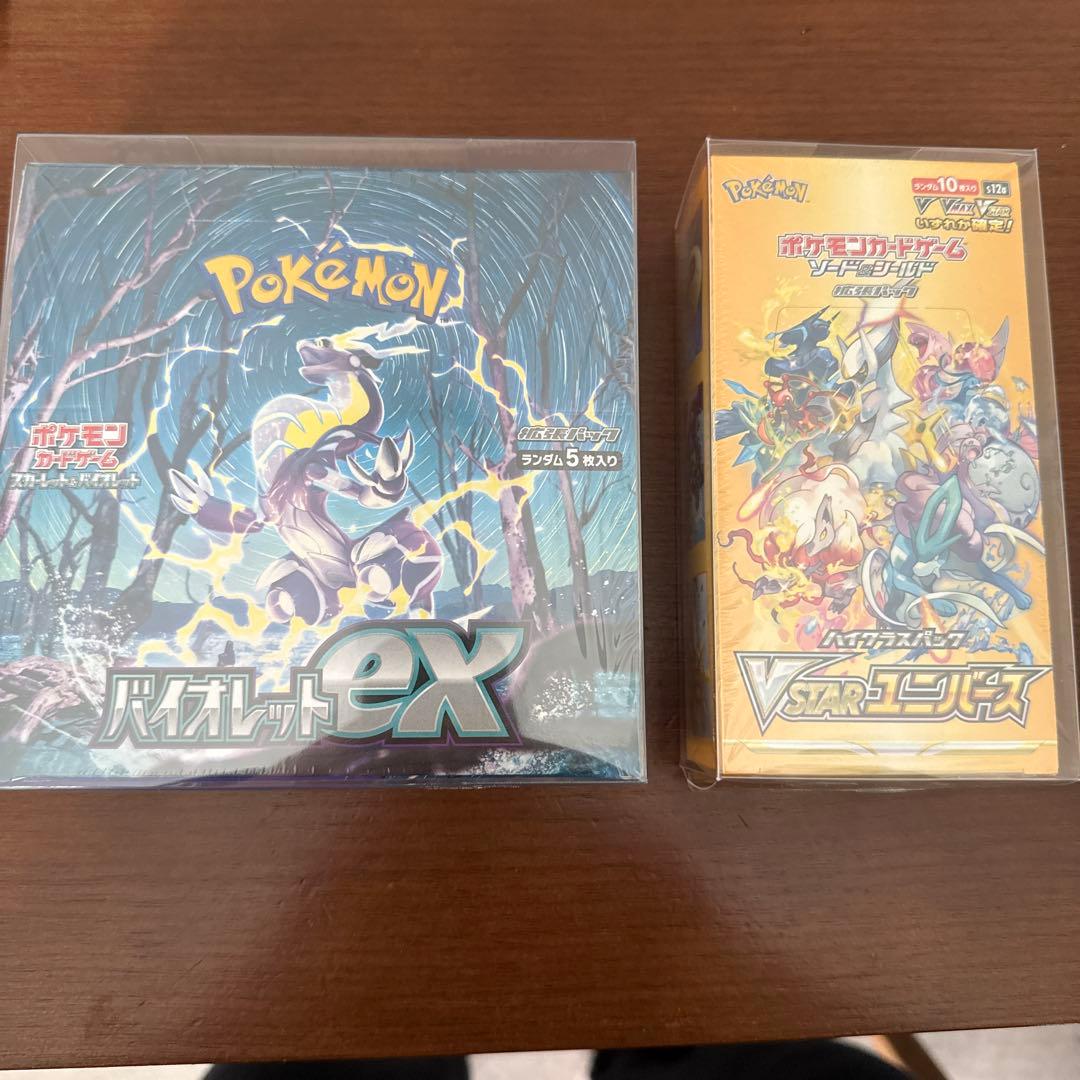 POKÉMON
ポケモン
カードゲーム
スカーレット&バイオレット
拡張パック
ランダム5枚入り
バイオレットex
POKÉMON
ランダム10枚入り
s12a
V VMAX VSTAR
いずれか確定!
ポケモンカードゲーム
ソード&シールド
拡張パック
ハイクラスパック
VSTARユニバース